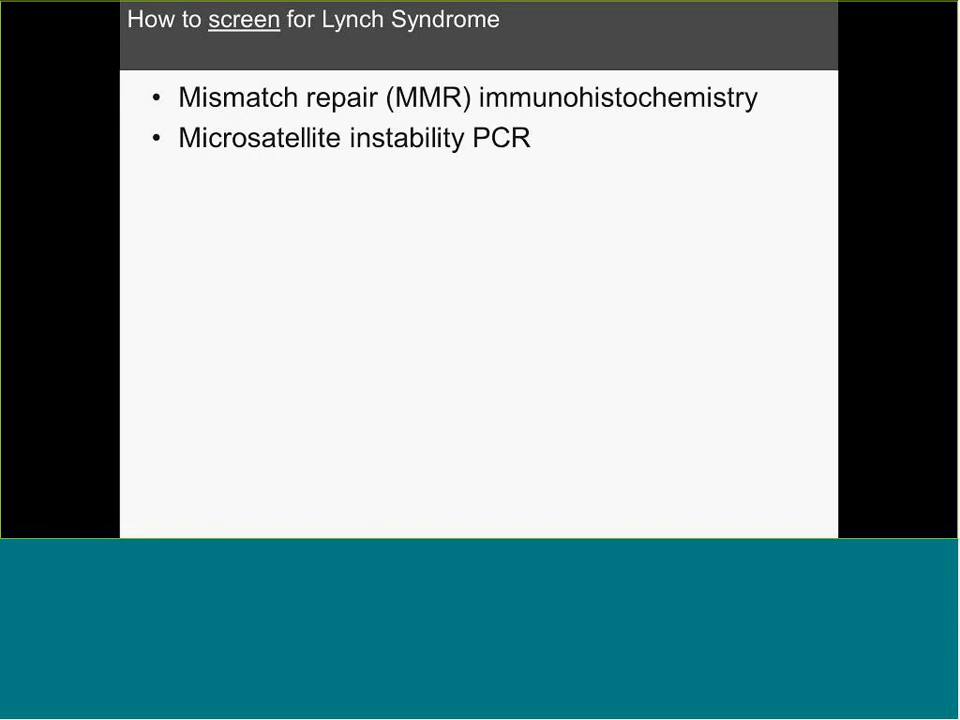 How to screen for Lynch Syndrome
• Mismatch repair (MMR) immunohistochemistry
• Microsatellite instability PCR